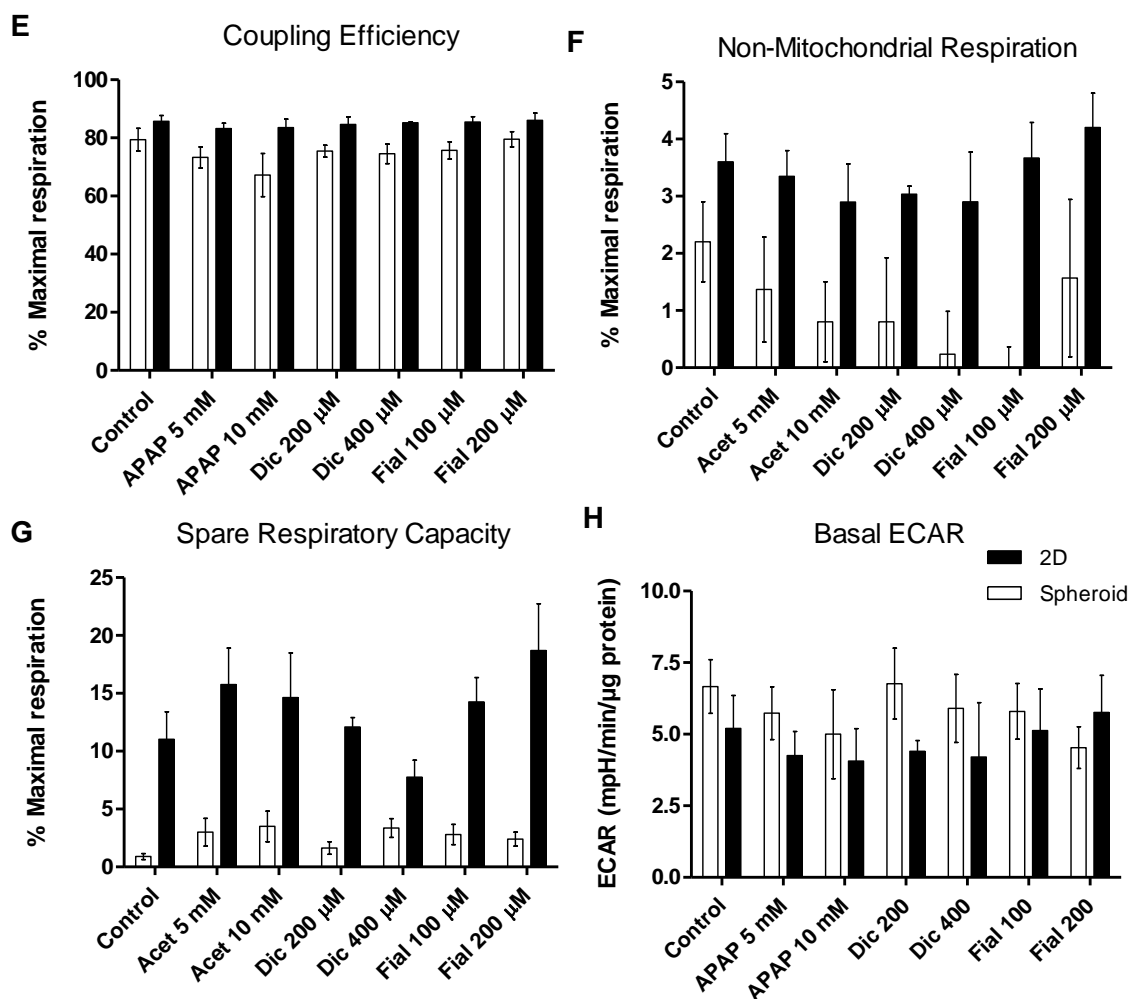 E
Coupling Efficiency
% Maximal respiration
100
80
60
40
20
0
Control
APAP 5 mM
APAP 10 mM
Dic 200 µM
Dic 400 µM
Fial 100 µM
Fial 200 µM
F
Non-Mitochondrial Respiration
% Maximal respiration
5
4
3
2
1
0
Control
Acet 5 mM
Acet 10 mM
Dic 200 µM
Dic 400 µM
Fial 100 µM
Fial 200 µM
G
Spare Respiratory Capacity
% Maximal respiration
25
20
15
10
5
0
Control
Acet 5 mM
Acet 10 mM
Dic 200 µM
Dic 400 µM
Fial 100 µM
Fial 200 µM
H
Basal ECAR
2D
Spheroid
ECAR (mpH/min/µg protein)
10.0
7.5
5.0
2.5
0.0
Control
APAP 5 mM
APAP 10 mM
Dic 200
Dic 400
Fial 100
Fial 200